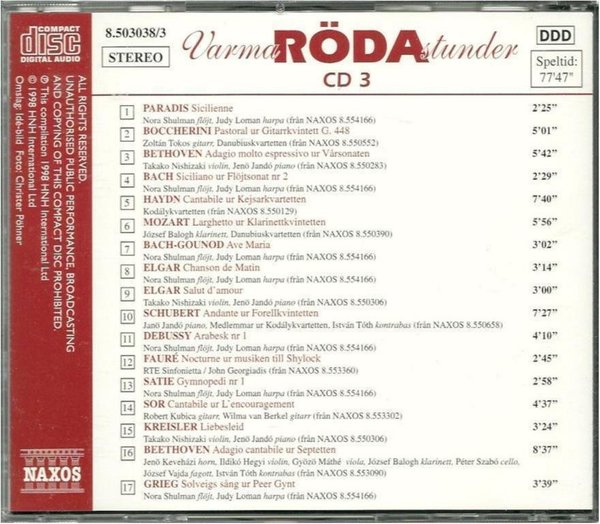 COMPACT
disc
DIGITAL AUDIO
8.503038/3
STEREO
Varma RÖDA stunder
CD 3
DDD
Speltid:
77'47"
1 PARADIS Sicilienne 2'25"
Nora Shulman flöjt, Judy Loman harpa (från NAXOS 8.554166)
2 BOCCHERINI Pastoral ur Gitarrkvintett G. 448 5'01"
Zoltán Tokos gitarr, Danubiuskvartetten (från NAXOS 8.550552)
3 BETHOVEN Adagio molto espressivo ur Vårsonaten 5'42"
Takako Nishizaki violin, Jenö Jandó piano (från NAXOS 8.550283)
4 BACH Siciliano ur Flöjtsonat nr 2 2'29"
Nora Shulman flöjt, Judy Loman harpa (från NAXOS 8.554166)
5 HAYDN Cantabile ur Kejsarkvartetten 7'40"
Kodálykvartetten (från NAXOS 8.550129)
6 MOZART Larghetto ur Klarinettkvintetten 5'56"
József Balogh klarinett, Danubiuskvartetten (från NAXOS 8.550390)
7 BACH-GOUNOD Ave Maria 3'02"
Nora Shulman flöjt, Judy Loman harpa (från NAXOS 8.554166)
8 ELGAR Chanson de Matin 3'14"
Nora Shulman flöjt, Judy Loman harpa (från NAXOS 8.554166)
9 ELGAR Salut d'amour 3'00"
Takako Nishizaki violin, Jenö Jandó piano (från NAXOS 8.550306)
10 SCHUBERT Andante ur Forellkvintetten 7'27"
Janö Jandó piano, Medlemmar ur Kodálykvartetten, István Tóth kontrabas (från NAXOS 8.550658)
11 DEBUSSY Arabesk nr 1 4'10"
Nora Shulman flöjt, Judy Loman harpa (från NAXOS 8.554166)
12 FAURÉ Nocturne ur musiken till Shylock 2'45"
RTE Sinfonietta / John Georgiadis (från NAXOS 8.553360)
13 SATIE Gymnopedi nr 1 2'58"
Nora Shulman flöjt, Judy Loman harpa (från NAXOS 8.554166)
14 SOR Cantabile ur L'encouragement 4'37"
Robert Kubica gitarr, Wilma van Berkel gitarr (från NAXOS 8.553302)
15 KREISLER Liebesleid 3'24"
Takako Nishizaki violin, Jenö Jandó piano (från NAXOS 8.550306)
16 BEETHOVEN Adagio cantabile ur Septetten 8'37"
Jenö Keveházi horn, Ildikó Hegyi violin, Gyözö Máthé viola, József Balogh klarinett, Péter Szabó cello,
József Vajda fagott, István Tóth kontrabas (från NAXOS 8.553090)
17 GRIEG Solveigs sång ur Peer Gynt 3'39"
Nora Shulman flöjt, Judy Loman harpa (från NAXOS 8.554166)
ALL RIGHTS RESERVED.
UNAUTHORISED PUBLIC PERFORMANCE, BROADCASTING
AND COPYING OF THIS COMPACT DISC PROHIBITED.
℗ This compilation 1998 HNH International Ltd
© 1998 HNH International Ltd
Omslag: Idé-bild Foto: Christer Pöhner
NAXOS